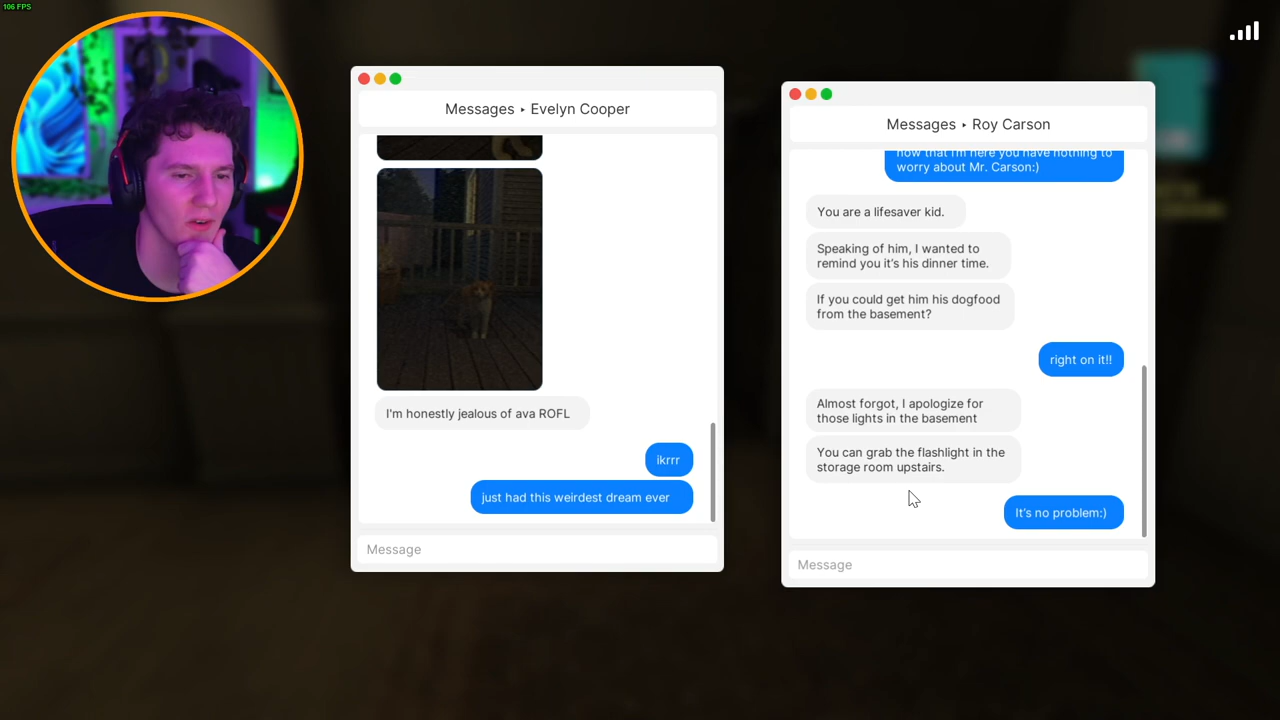 106 FPS
Messages ‣ Evelyn Cooper
I'm honestly jealous of ava ROFL
ikrrr
just had this weirdest dream ever
Message
Messages ‣ Roy Carson
now that I'm here you have nothing to
worry about Mr. Carson:)
You are a lifesaver kid.
Speaking of him, I wanted to
remind you it's his dinner time.
If you could get him his dogfood
from the basement?
right on it!!
Almost forgot, I apologize for
those lights in the basement
You can grab the flashlight in the
storage room upstairs.
It's no problem:)
Message